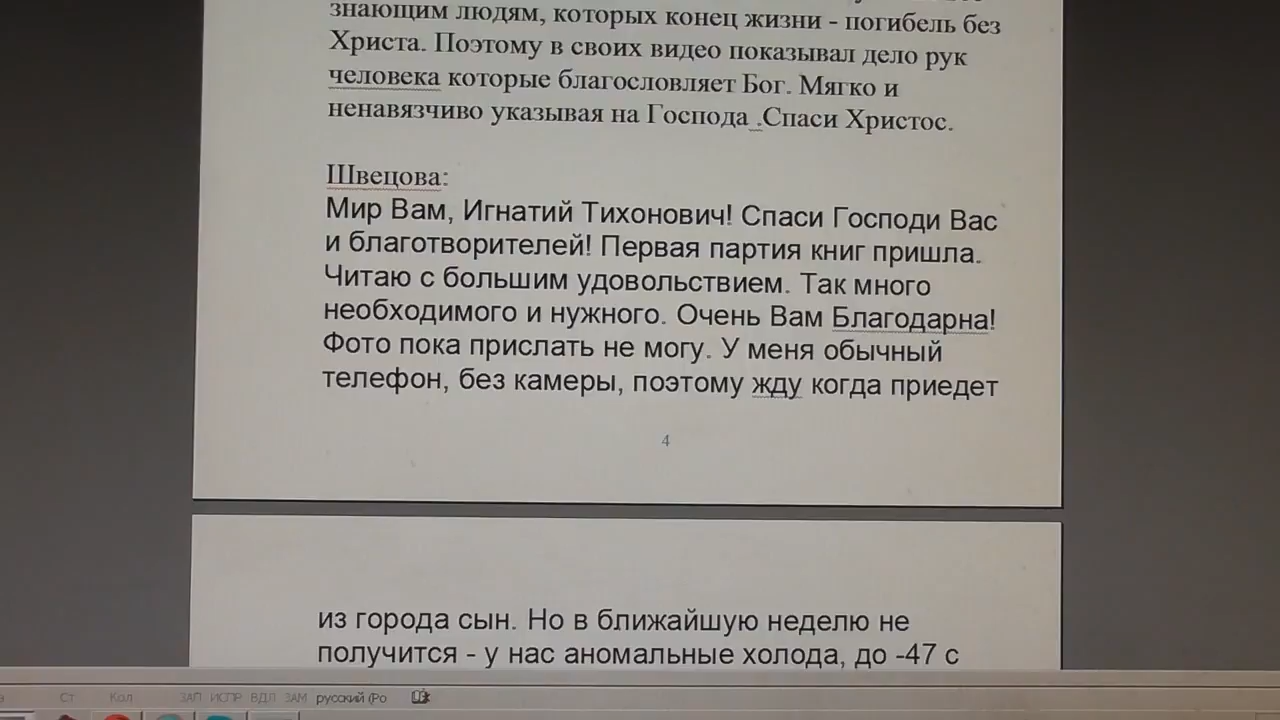 знающим людям, которых конец жизни - погибель без
Христа. Поэтому в своих видео показывал дело рук
человека которые благословляет Бог. Мягко и
ненавязчиво указывая на Господа .Спаси Христос.
Швецова:
Мир Вам, Игнатий Тихонович! Спаси Господи Вас
и благотворителей! Первая партия книг пришла.
Читаю с большим удовольствием. Так много
необходимого и нужного. Очень Вам Благодарна!
Фото пока прислать не могу. У меня обычный
телефон, без камеры, поэтому жду когда приедет
4
из города сын. Но в ближайшую неделю не
получится - у нас аномальные холода, до -47 с
Ст Кол ЗАП ИСПР ВДЛ ЗАМ русский (Ро